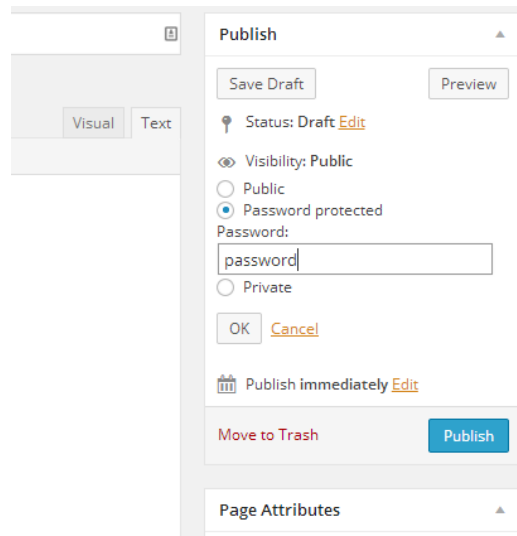 Publish
Save Draft Preview
Visual Text
Status: Draft Edit
Visibility: Public
Public
Password protected
Password:
password
Private
OK Cancel
Publish immediately Edit
Move to Trash Publish
Page Attributes